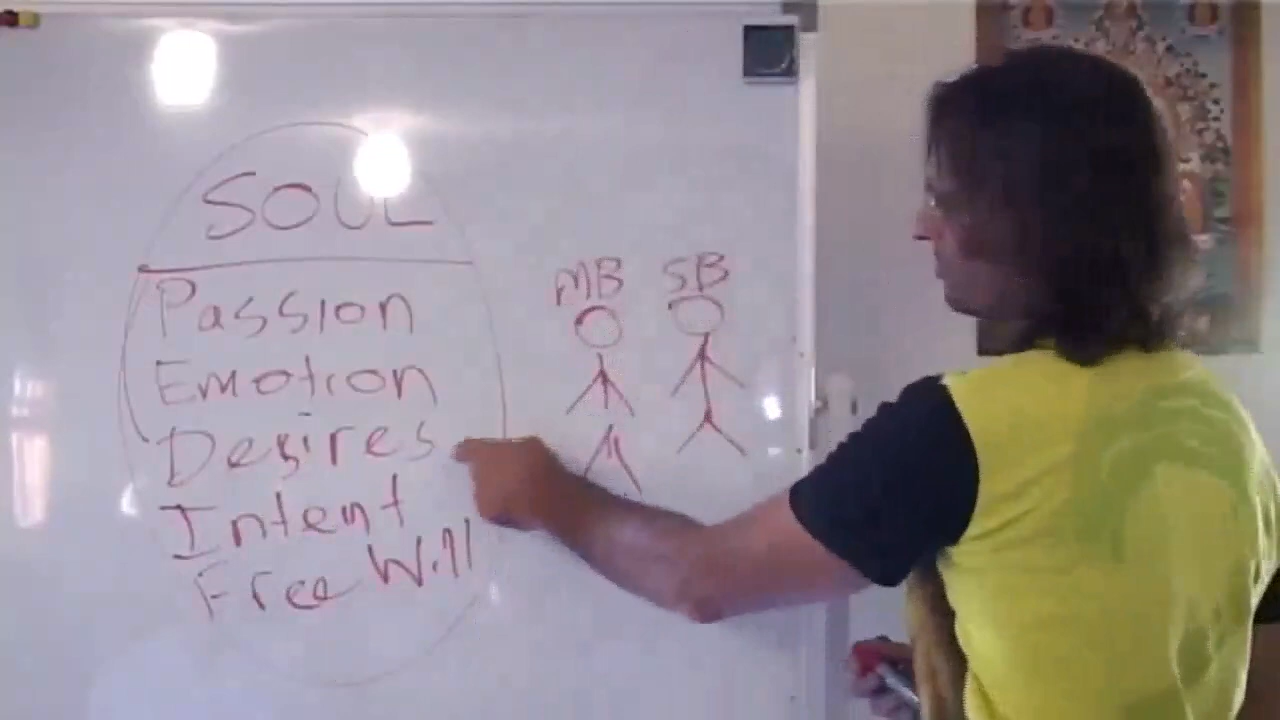 SOUL
Passion
Emotion
Desires
Intent
Free Will
MB SB